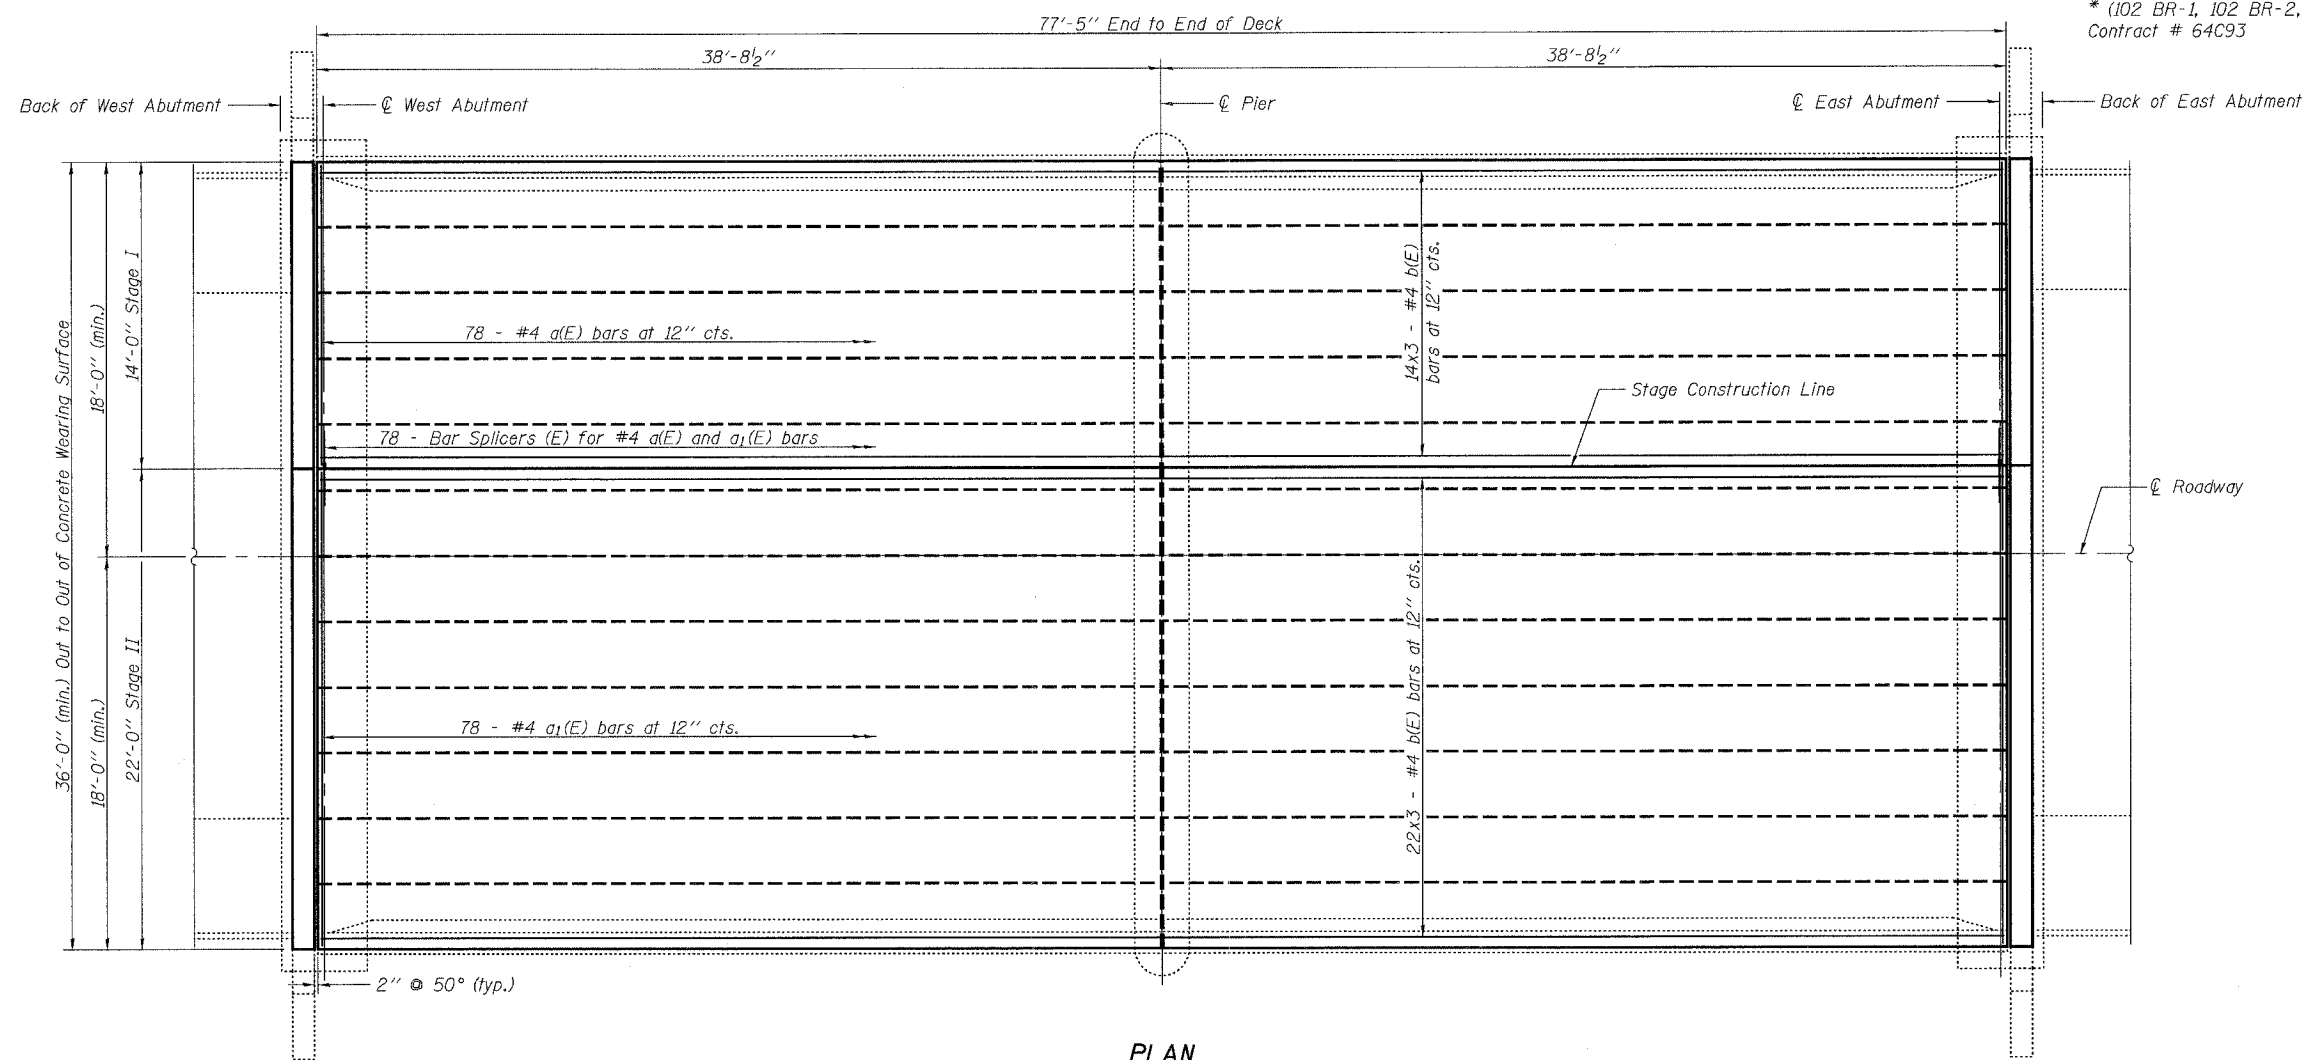 * (102 BR-1, 102 BR-2,
Contract # 64C93
77'-5" End to End of Deck
38'-8½"
38'-8½"
Back of West Abutment
℄ West Abutment
℄ Pier
℄ East Abutment
Back of East Abutment
36'-0" (min.) Out to Out of Concrete Wearing Surface
18'-0" (min.)
14'-0" Stage I
78 - #4 a(E) bars at 12" cts.
14x3 - #4 b(E)
bars at 12" cts.
Stage Construction Line
78 - Bar Splicers (E) for #4 a(E) and a₁(E) bars
℄ Roadway
18'-0" (min.)
22'-0" Stage II
78 - #4 a₁(E) bars at 12" cts.
22x3 - #4 b(E) bars at 12" cts.
2" @ 50° (typ.)
PLAN